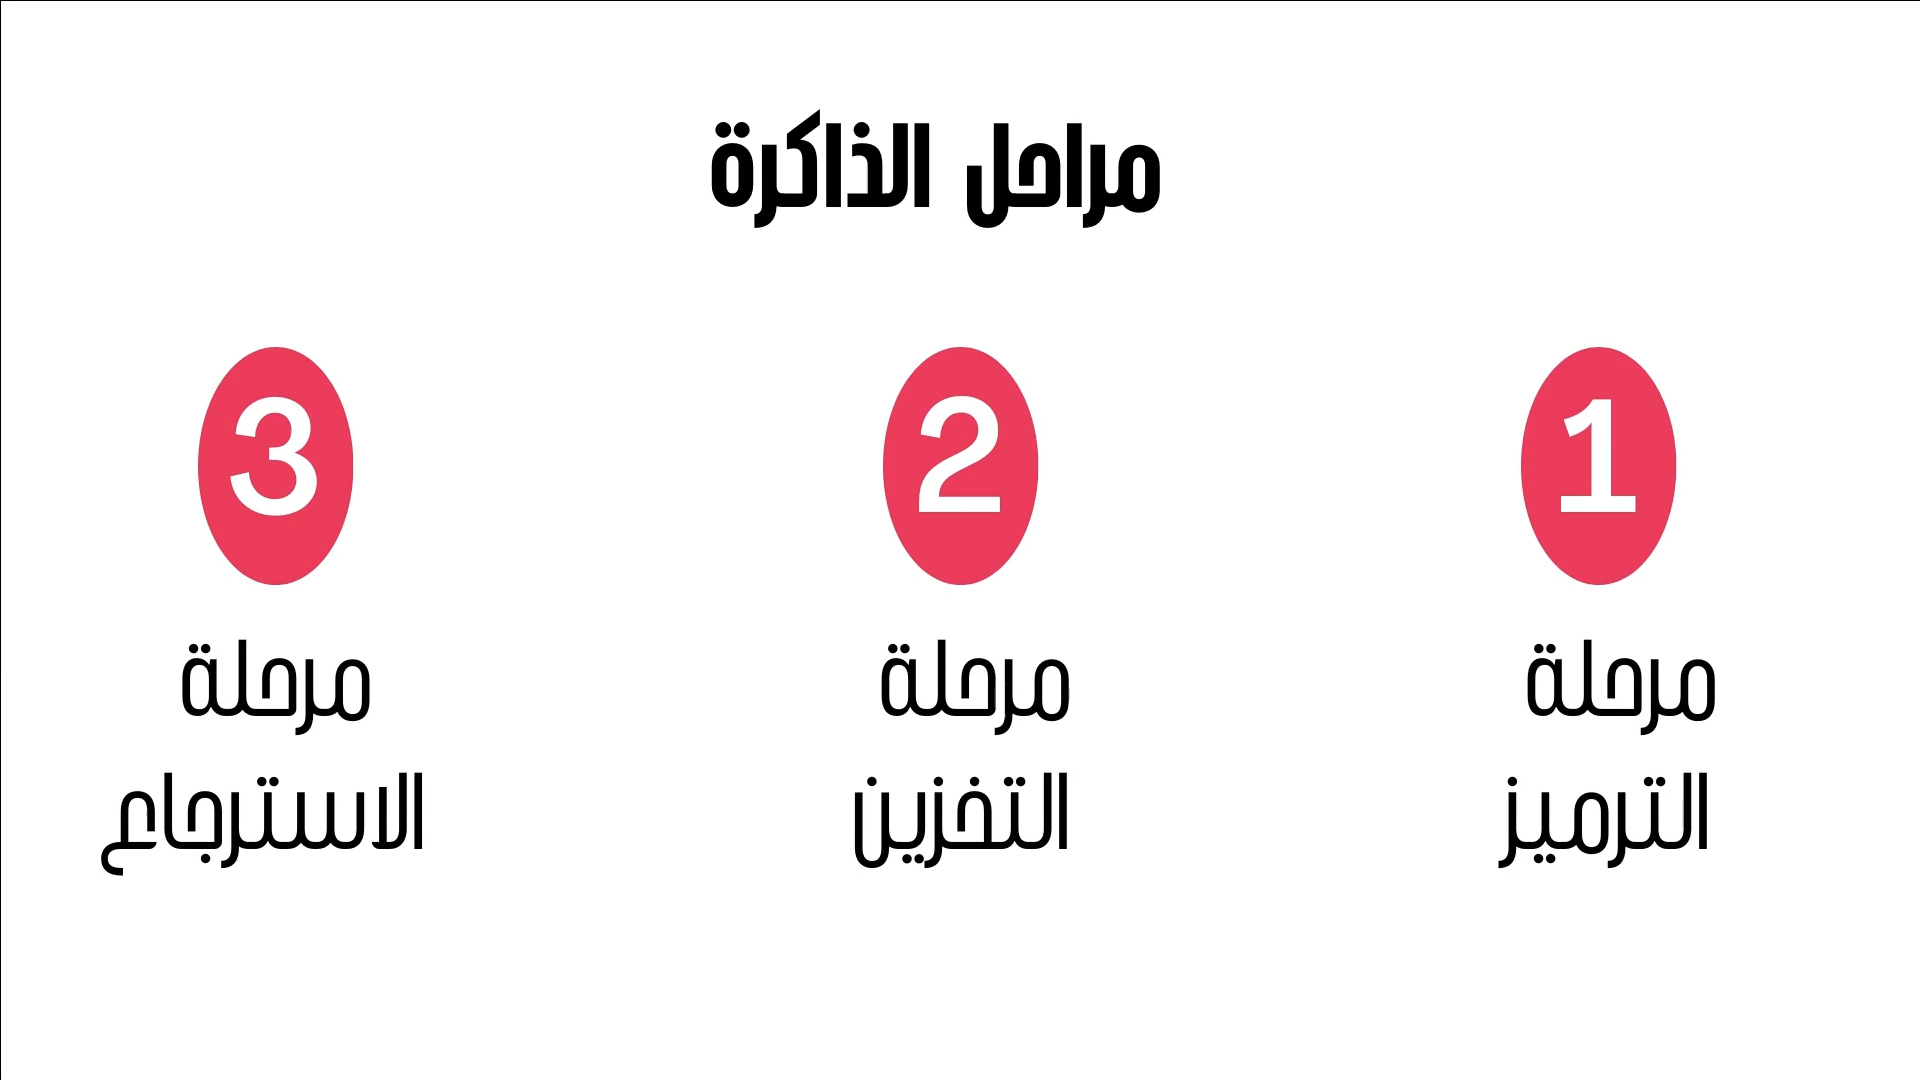 مراحل الذاكرة
1
مرحلة
الترميز
2
مرحلة
التخزين
3
مرحلة
الاسترجاع